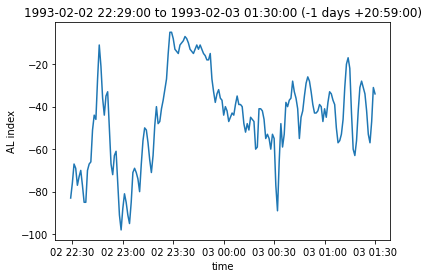 1993-02-02 22:29:00 to 1993-02-03 01:30:00 (-1 days +20:59:00)
AL index
−20
−40
−60
−80
−100
02 22:30 02 23:00 02 23:30 03 00:00 03 00:30 03 01:00 03 01:30
time